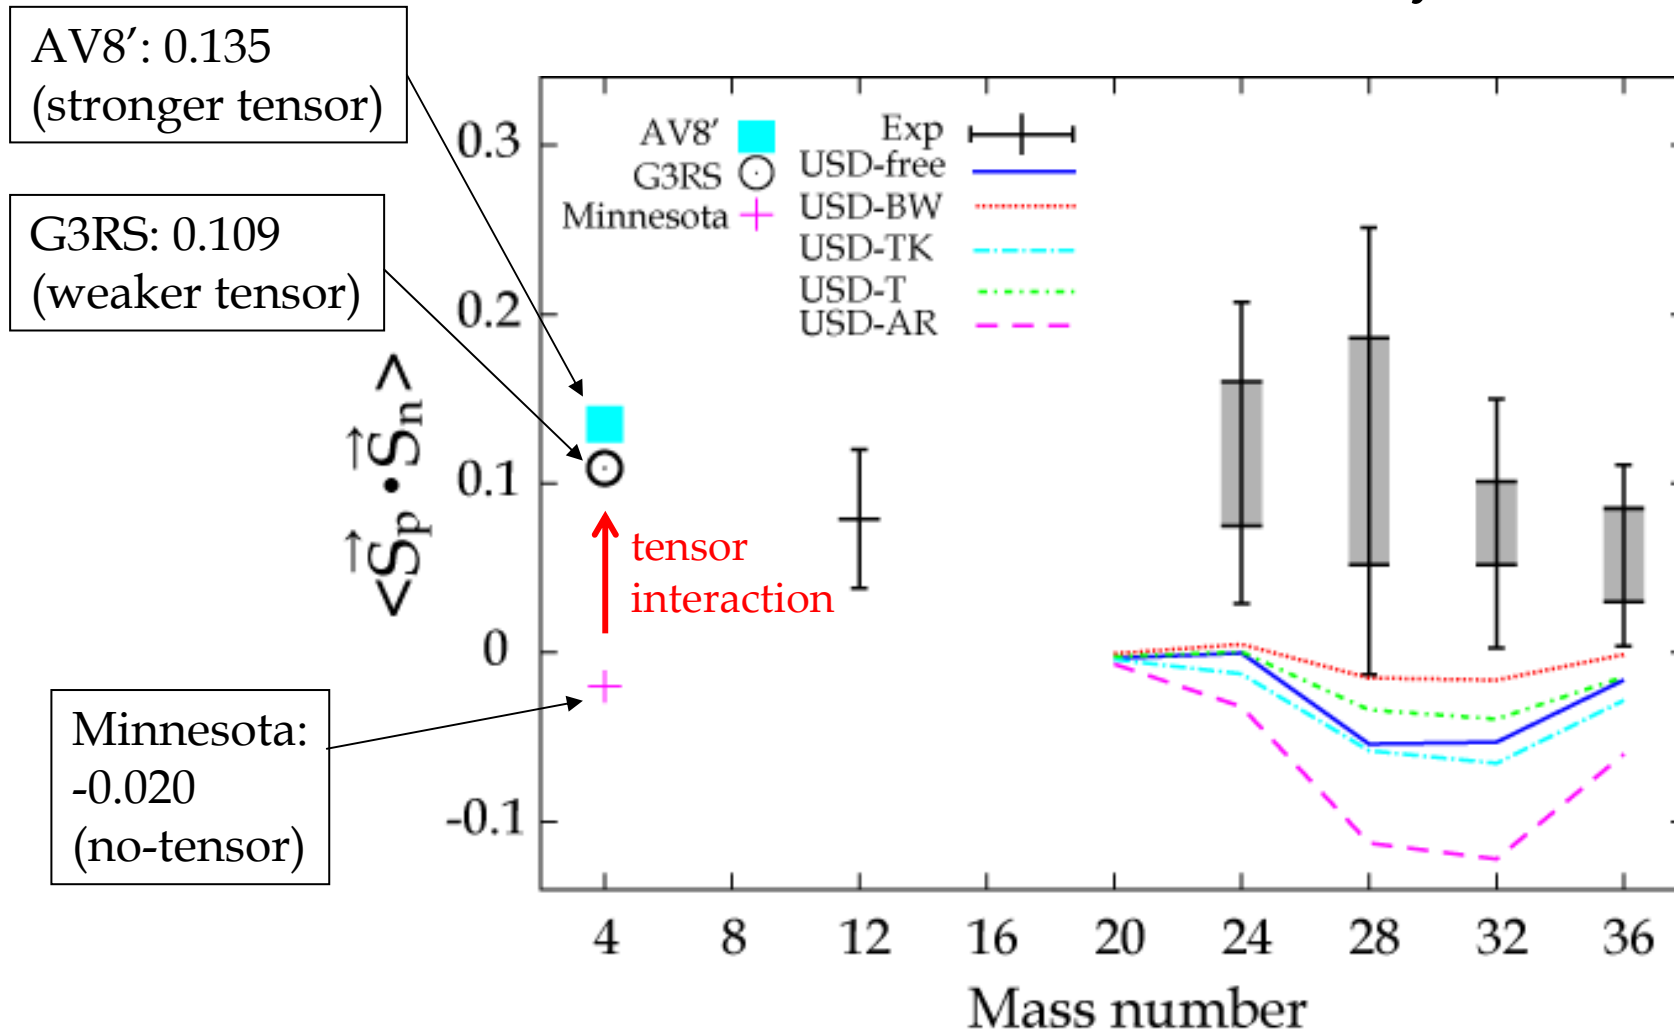 AV8’: 0.135
(stronger tensor)
G3RS: 0.109
(weaker tensor)
Minnesota:
-0.020
(no-tensor)
AV8’
G3RS
Minnesota
Exp
USD-free
USD-BW
USD-TK
USD-T
USD-AR
0.3
0.2
0.1
0
-0.1
<S⃗p • S⃗n>
tensor
interaction
4 8 12 16 20 24 28 32 36
Mass number